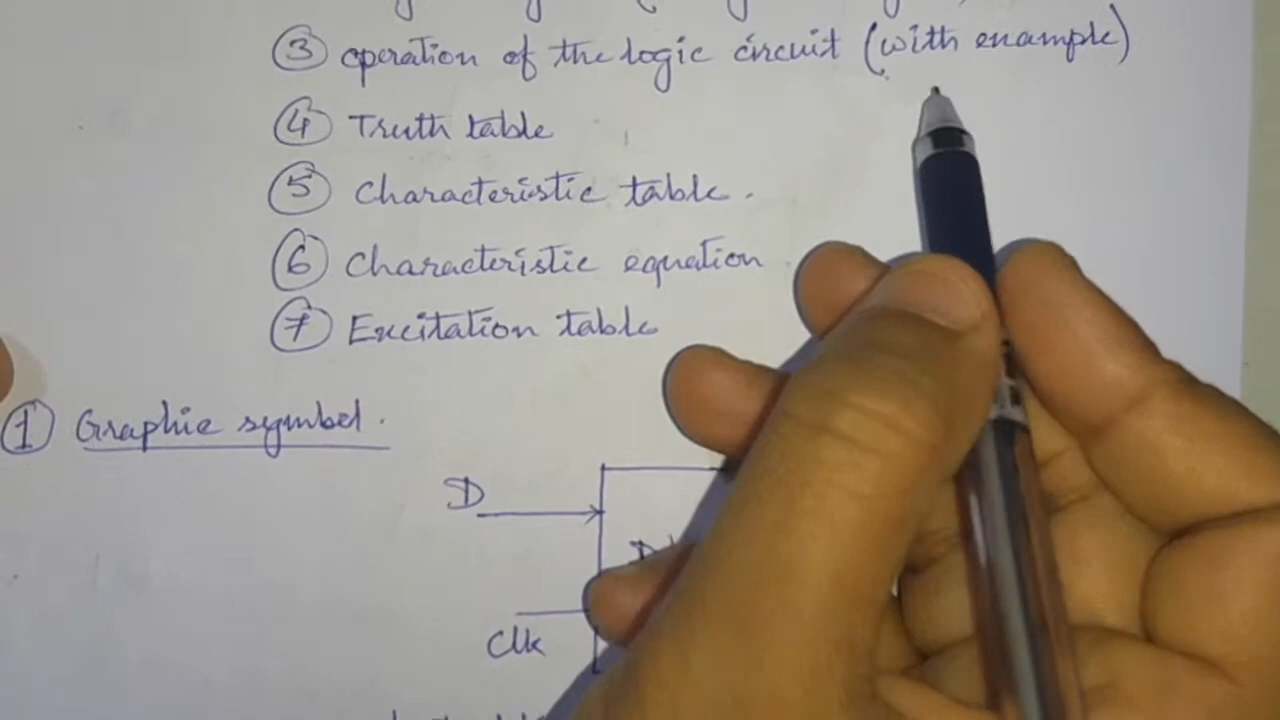 ③ operation of the logic circuit (with example)
④ Truth table
⑤ Characteristic table.
⑥ Characteristic equation
⑦ Excitation table
① Graphic symbol.
D
D
Clk